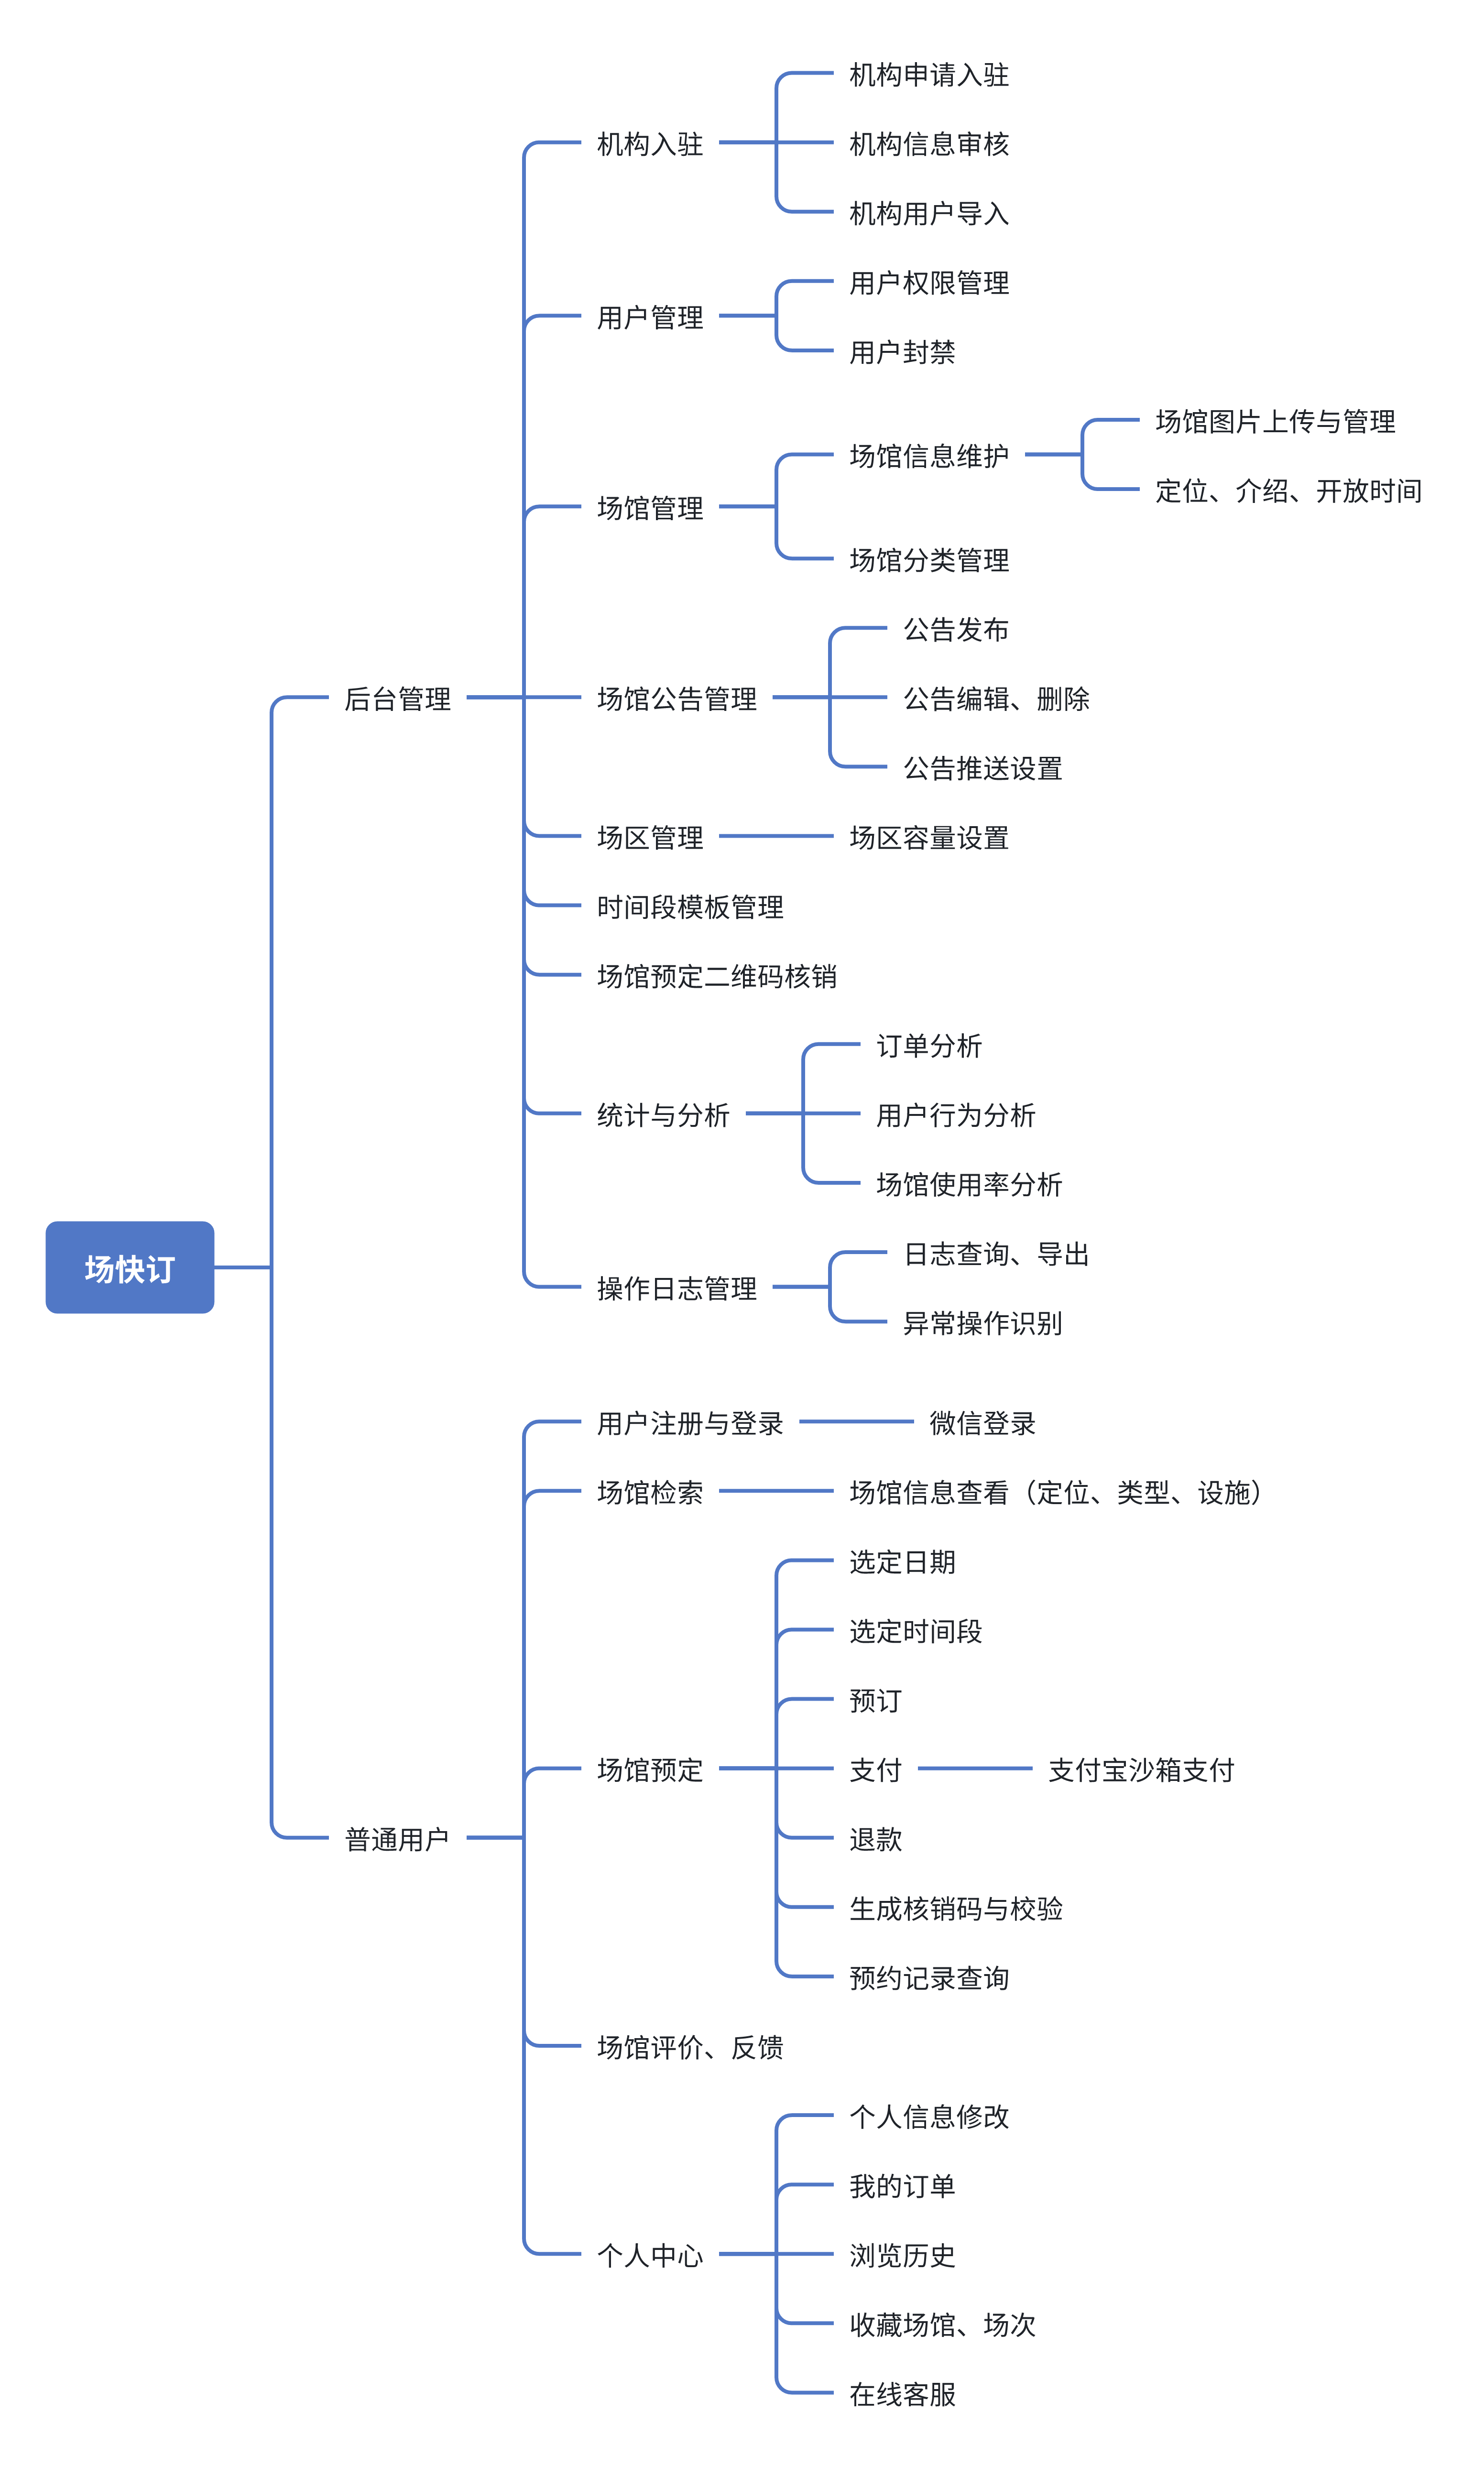 场快订
后台管理
机构入驻
机构申请入驻
机构信息审核
机构用户导入
用户管理
用户权限管理
用户封禁
场馆管理
场馆信息维护
场馆图片上传与管理
定位、介绍、开放时间
场馆分类管理
场馆公告管理
公告发布
公告编辑、删除
公告推送设置
场区管理
场区容量设置
时间段模板管理
场馆预定二维码核销
统计与分析
订单分析
用户行为分析
场馆使用率分析
操作日志管理
日志查询、导出
异常操作识别
普通用户
用户注册与登录
微信登录
场馆检索
场馆信息查看（定位、类型、设施）
场馆预定
选定日期
选定时间段
预订
支付
支付宝沙箱支付
退款
生成核销码与校验
预约记录查询
场馆评价、反馈
个人中心
个人信息修改
我的订单
浏览历史
收藏场馆、场次
在线客服